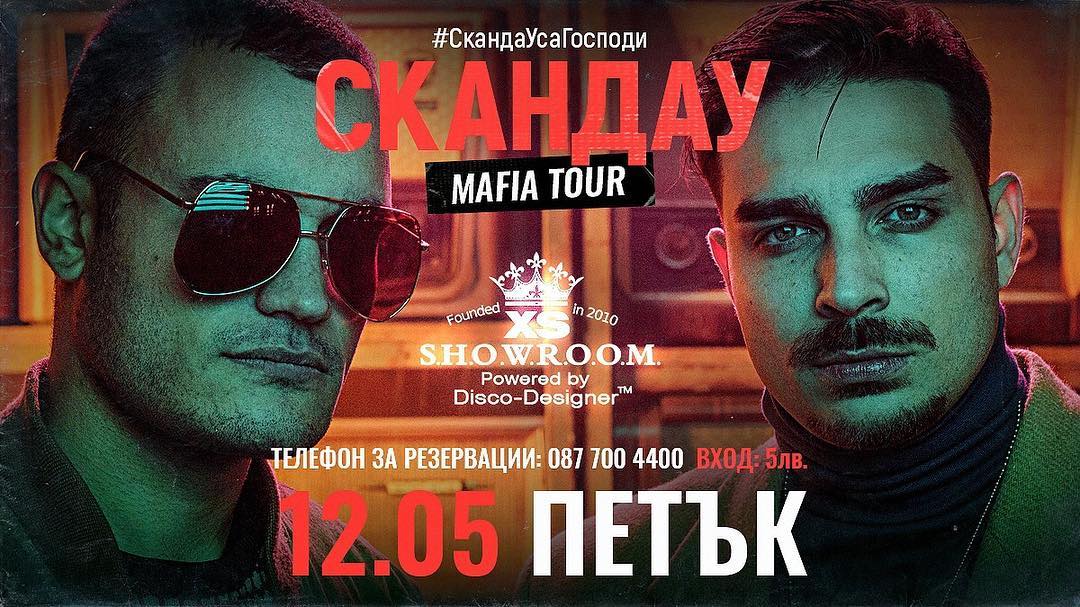 #СкандаУсаГосподи
СКАНДАУ
MAFIA TOUR
Founded in 2010
XS
S.H.O.W.R.O.O.M.
Powered by
Disco-Designer™
ТЕЛЕФОН ЗА РЕЗЕРВАЦИИ: 087 700 4400 ВХОД: 5лв.
12.05 ПЕТЪК